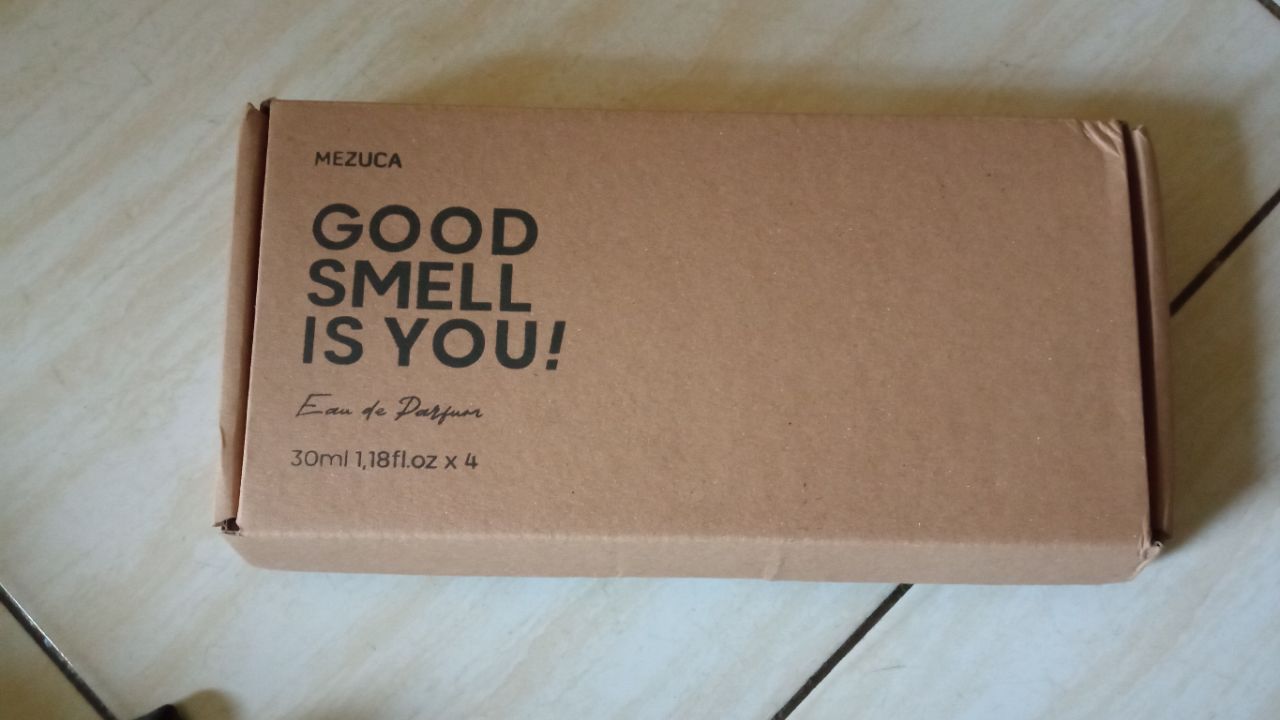 MEZUCA
GOOD
SMELL
IS YOU!
Eau de Parfum
30ml 1,18fl.oz x 4